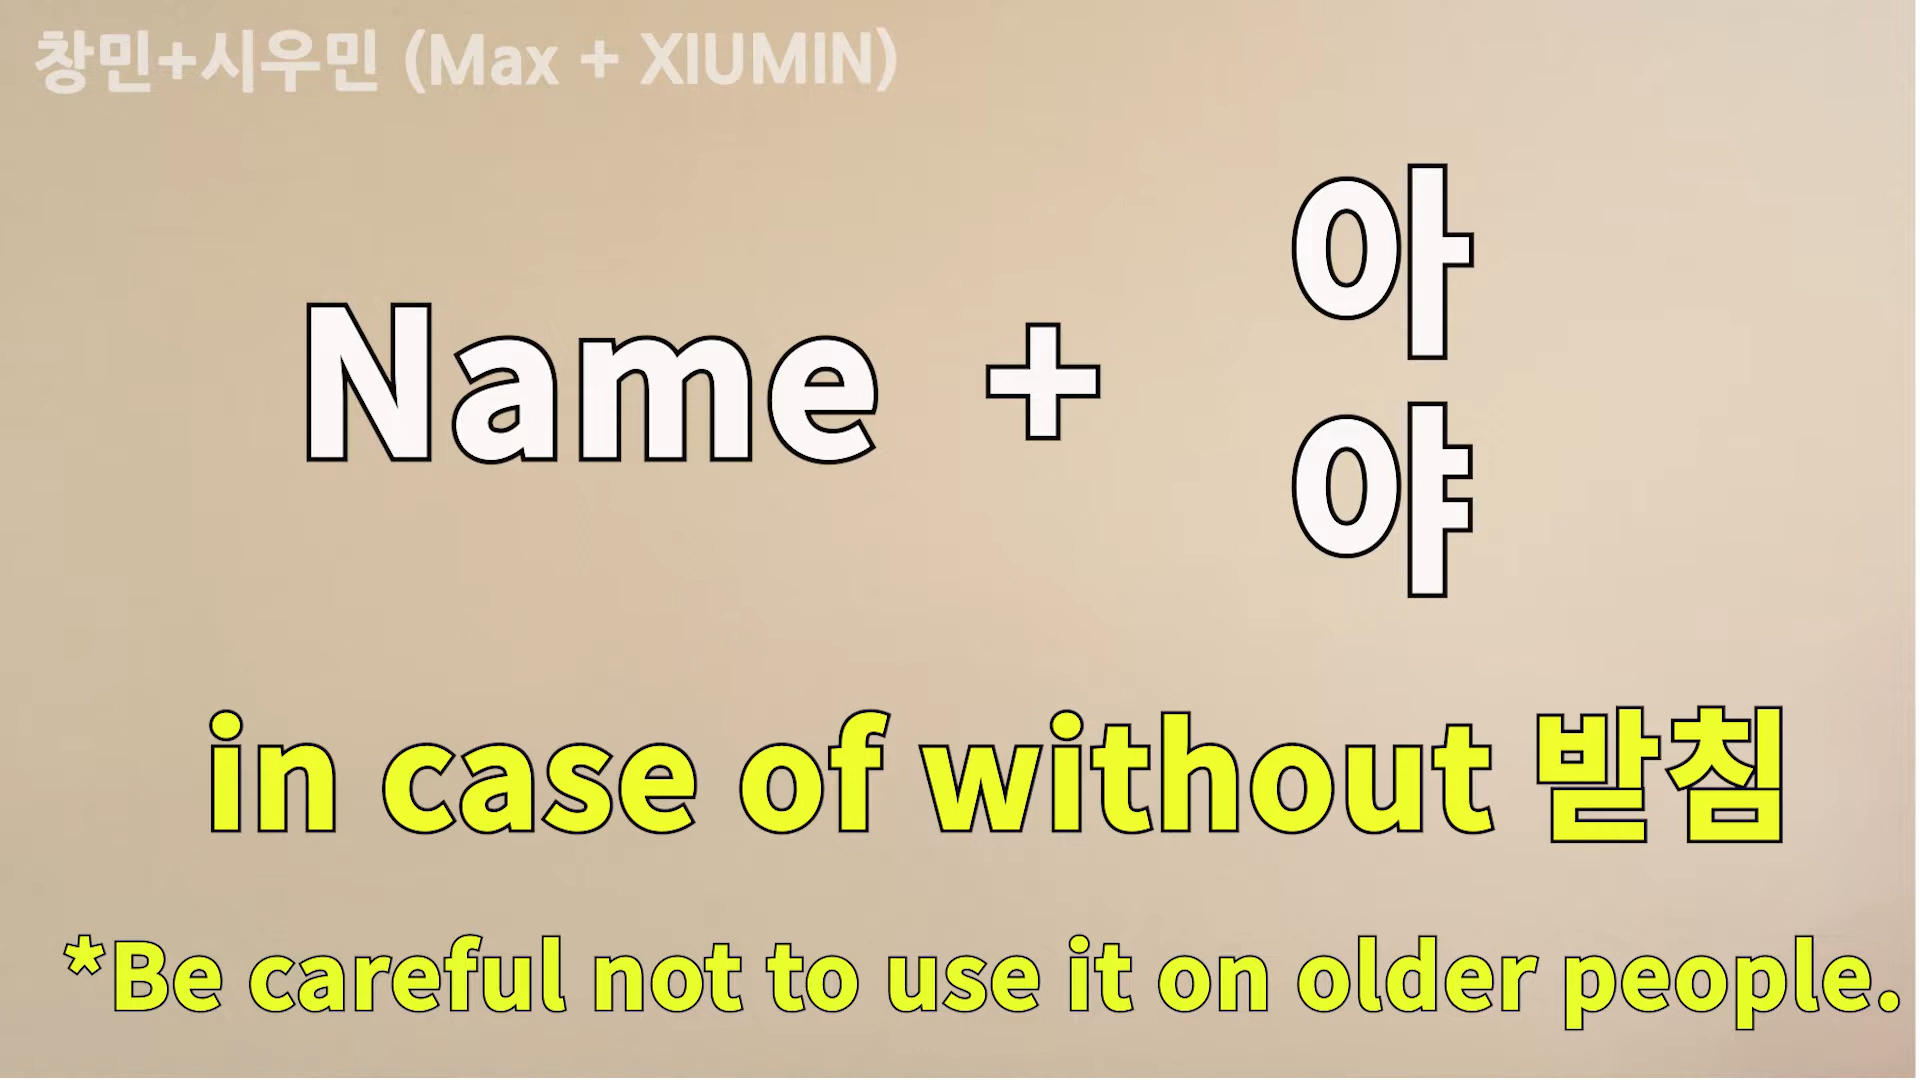 창민+시우민 (Max + XIUMIN)
아
Name +
야
in case of without 받침
*Be careful not to use it on older people.